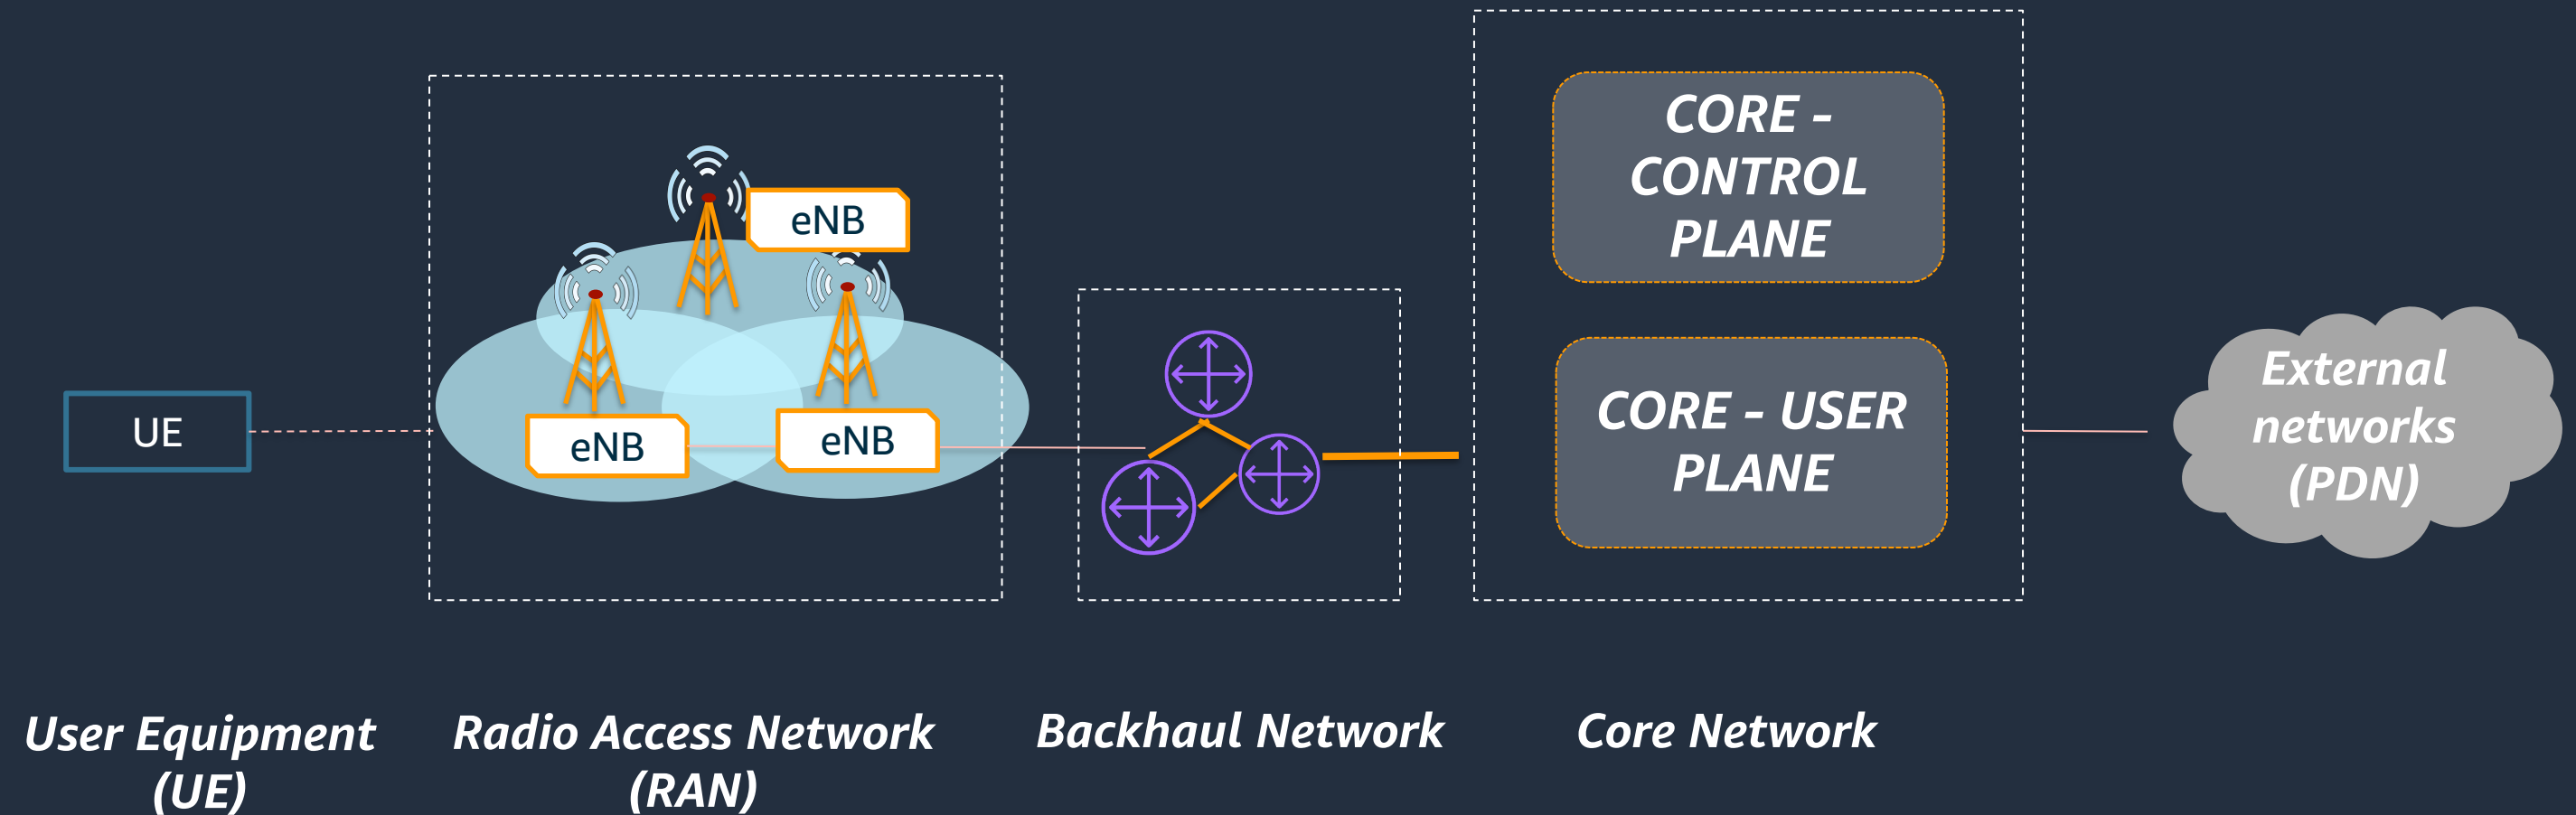 UE
eNB
eNB
eNB
CORE -
CONTROL
PLANE
CORE - USER
PLANE
External
networks
(PDN)
User Equipment
(UE)
Radio Access Network
(RAN)
Backhaul Network
Core Network